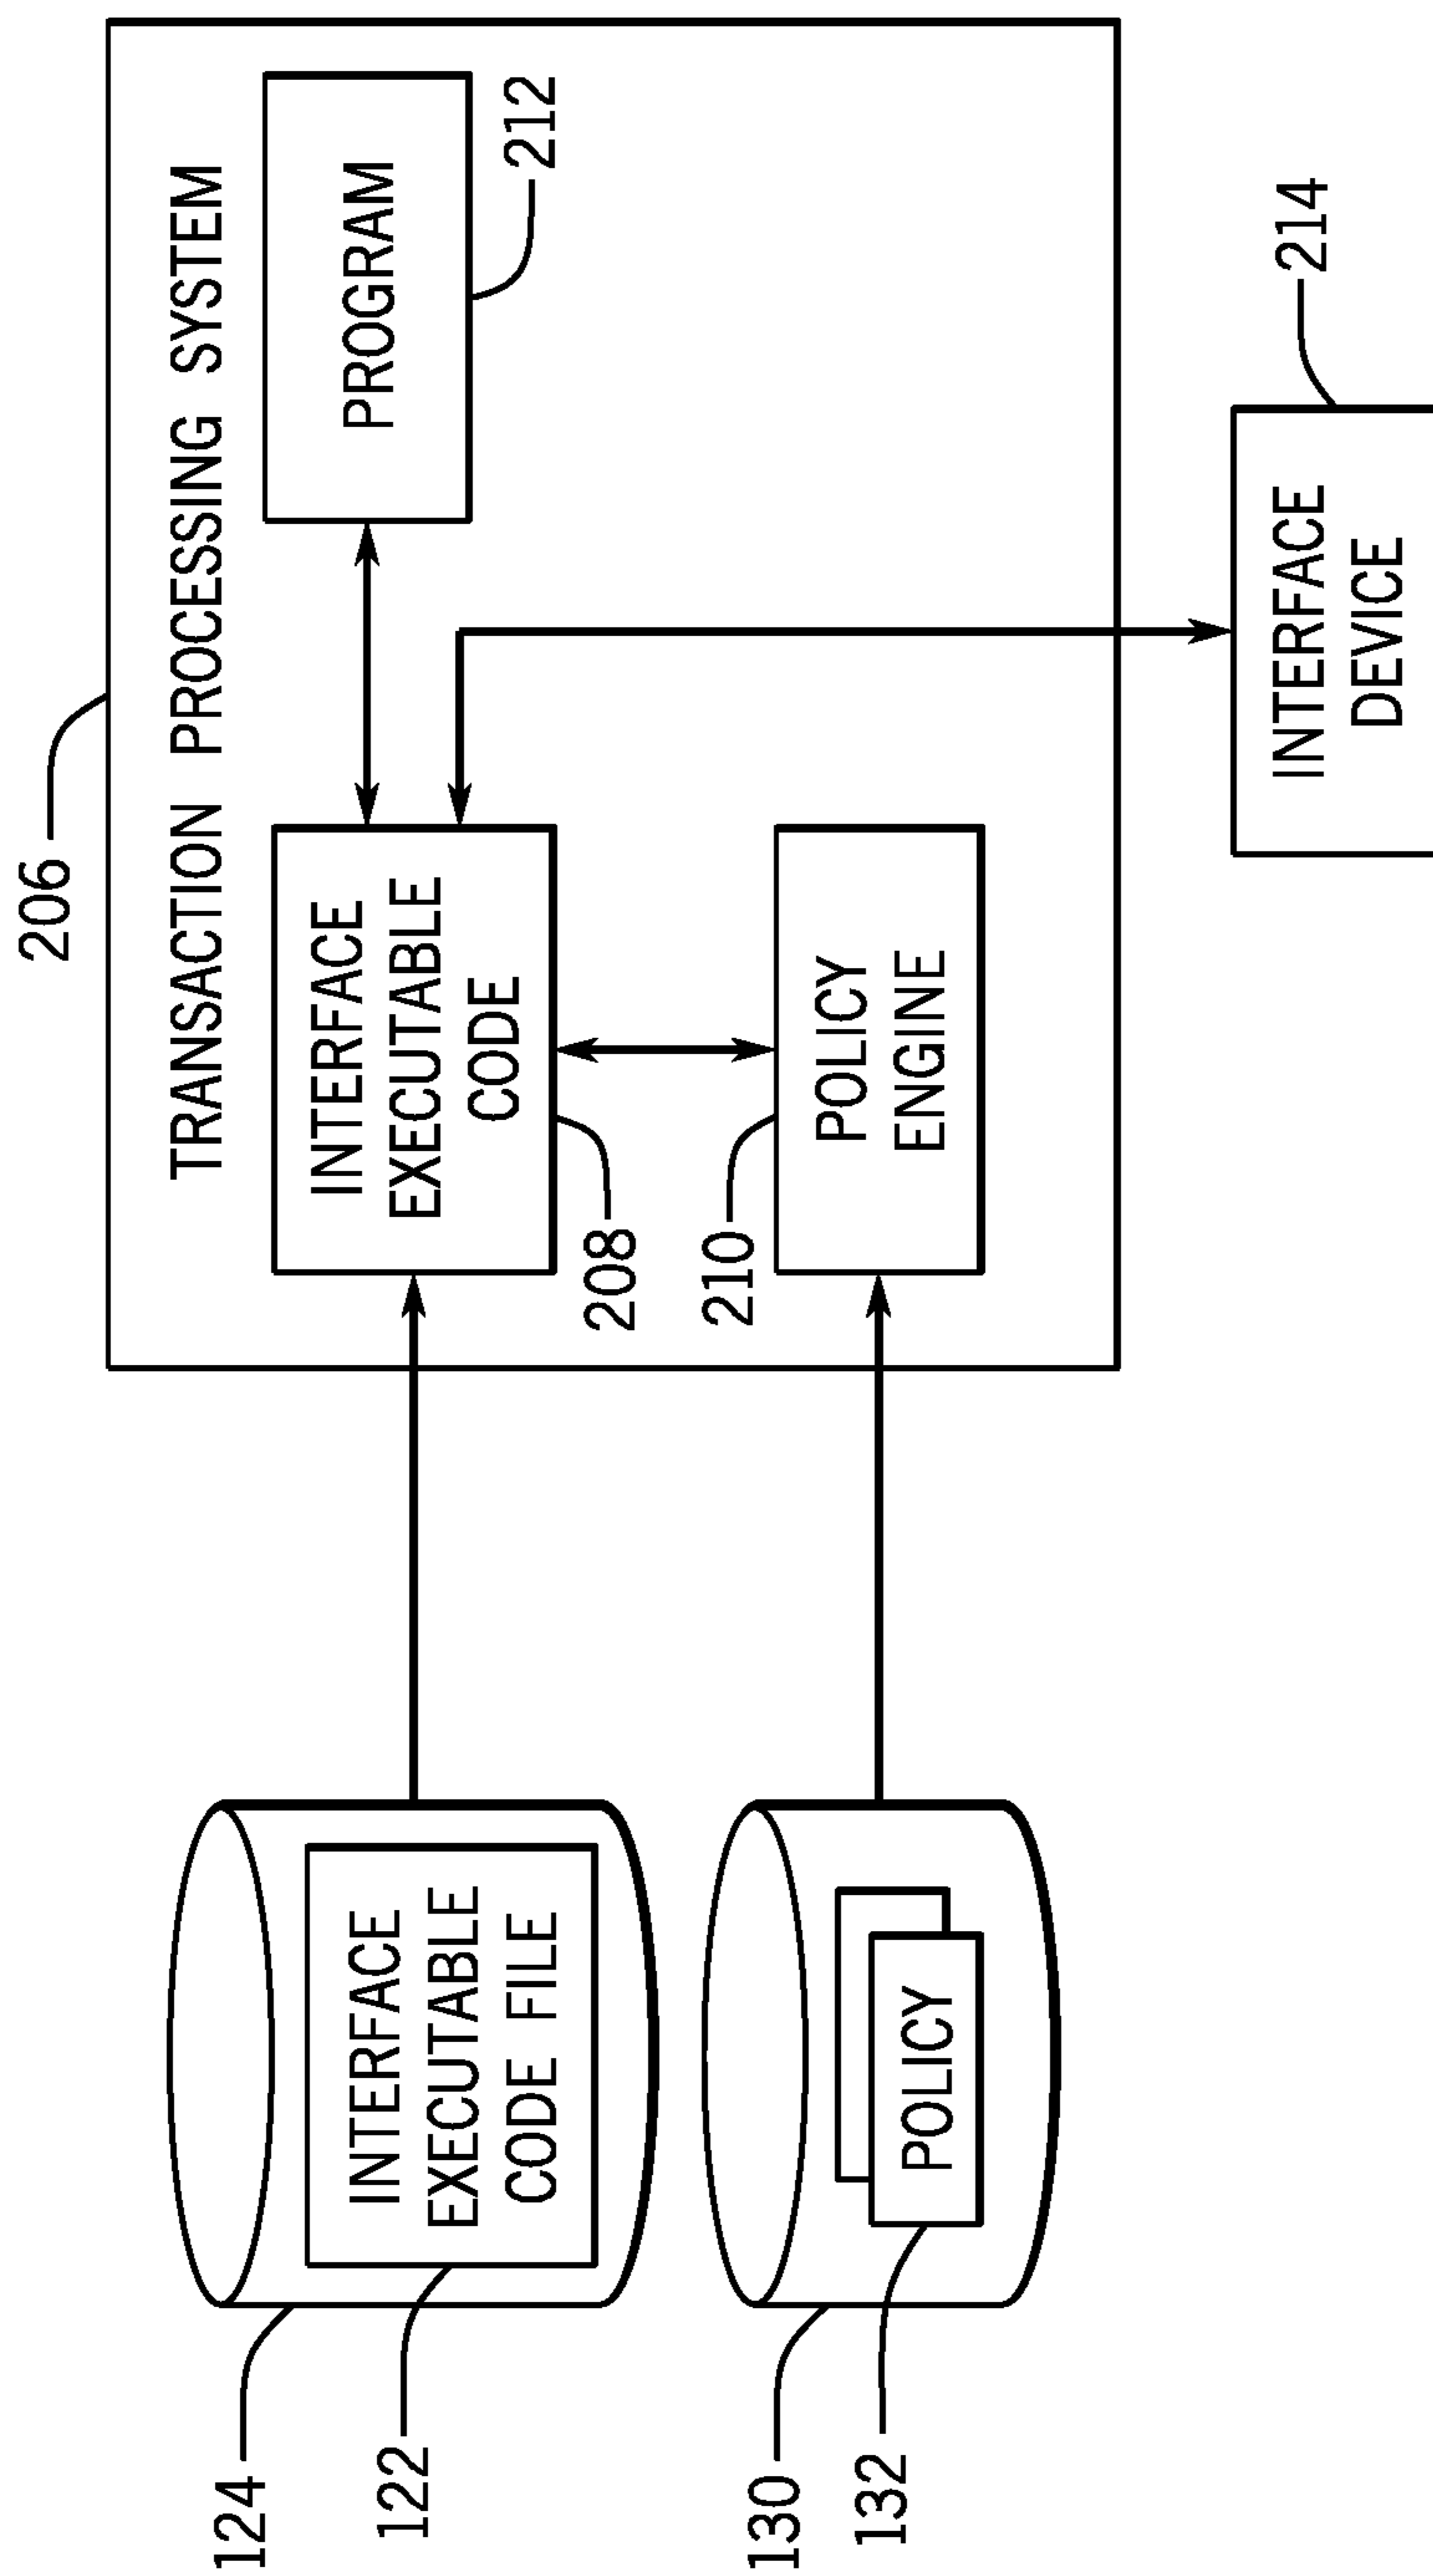 206
TRANSACTION PROCESSING SYSTEM
124
122
INTERFACE
EXECUTABLE
CODE FILE
INTERFACE
EXECUTABLE
CODE
208
PROGRAM
212
130
132
POLICY
210
POLICY
ENGINE
INTERFACE
DEVICE
214